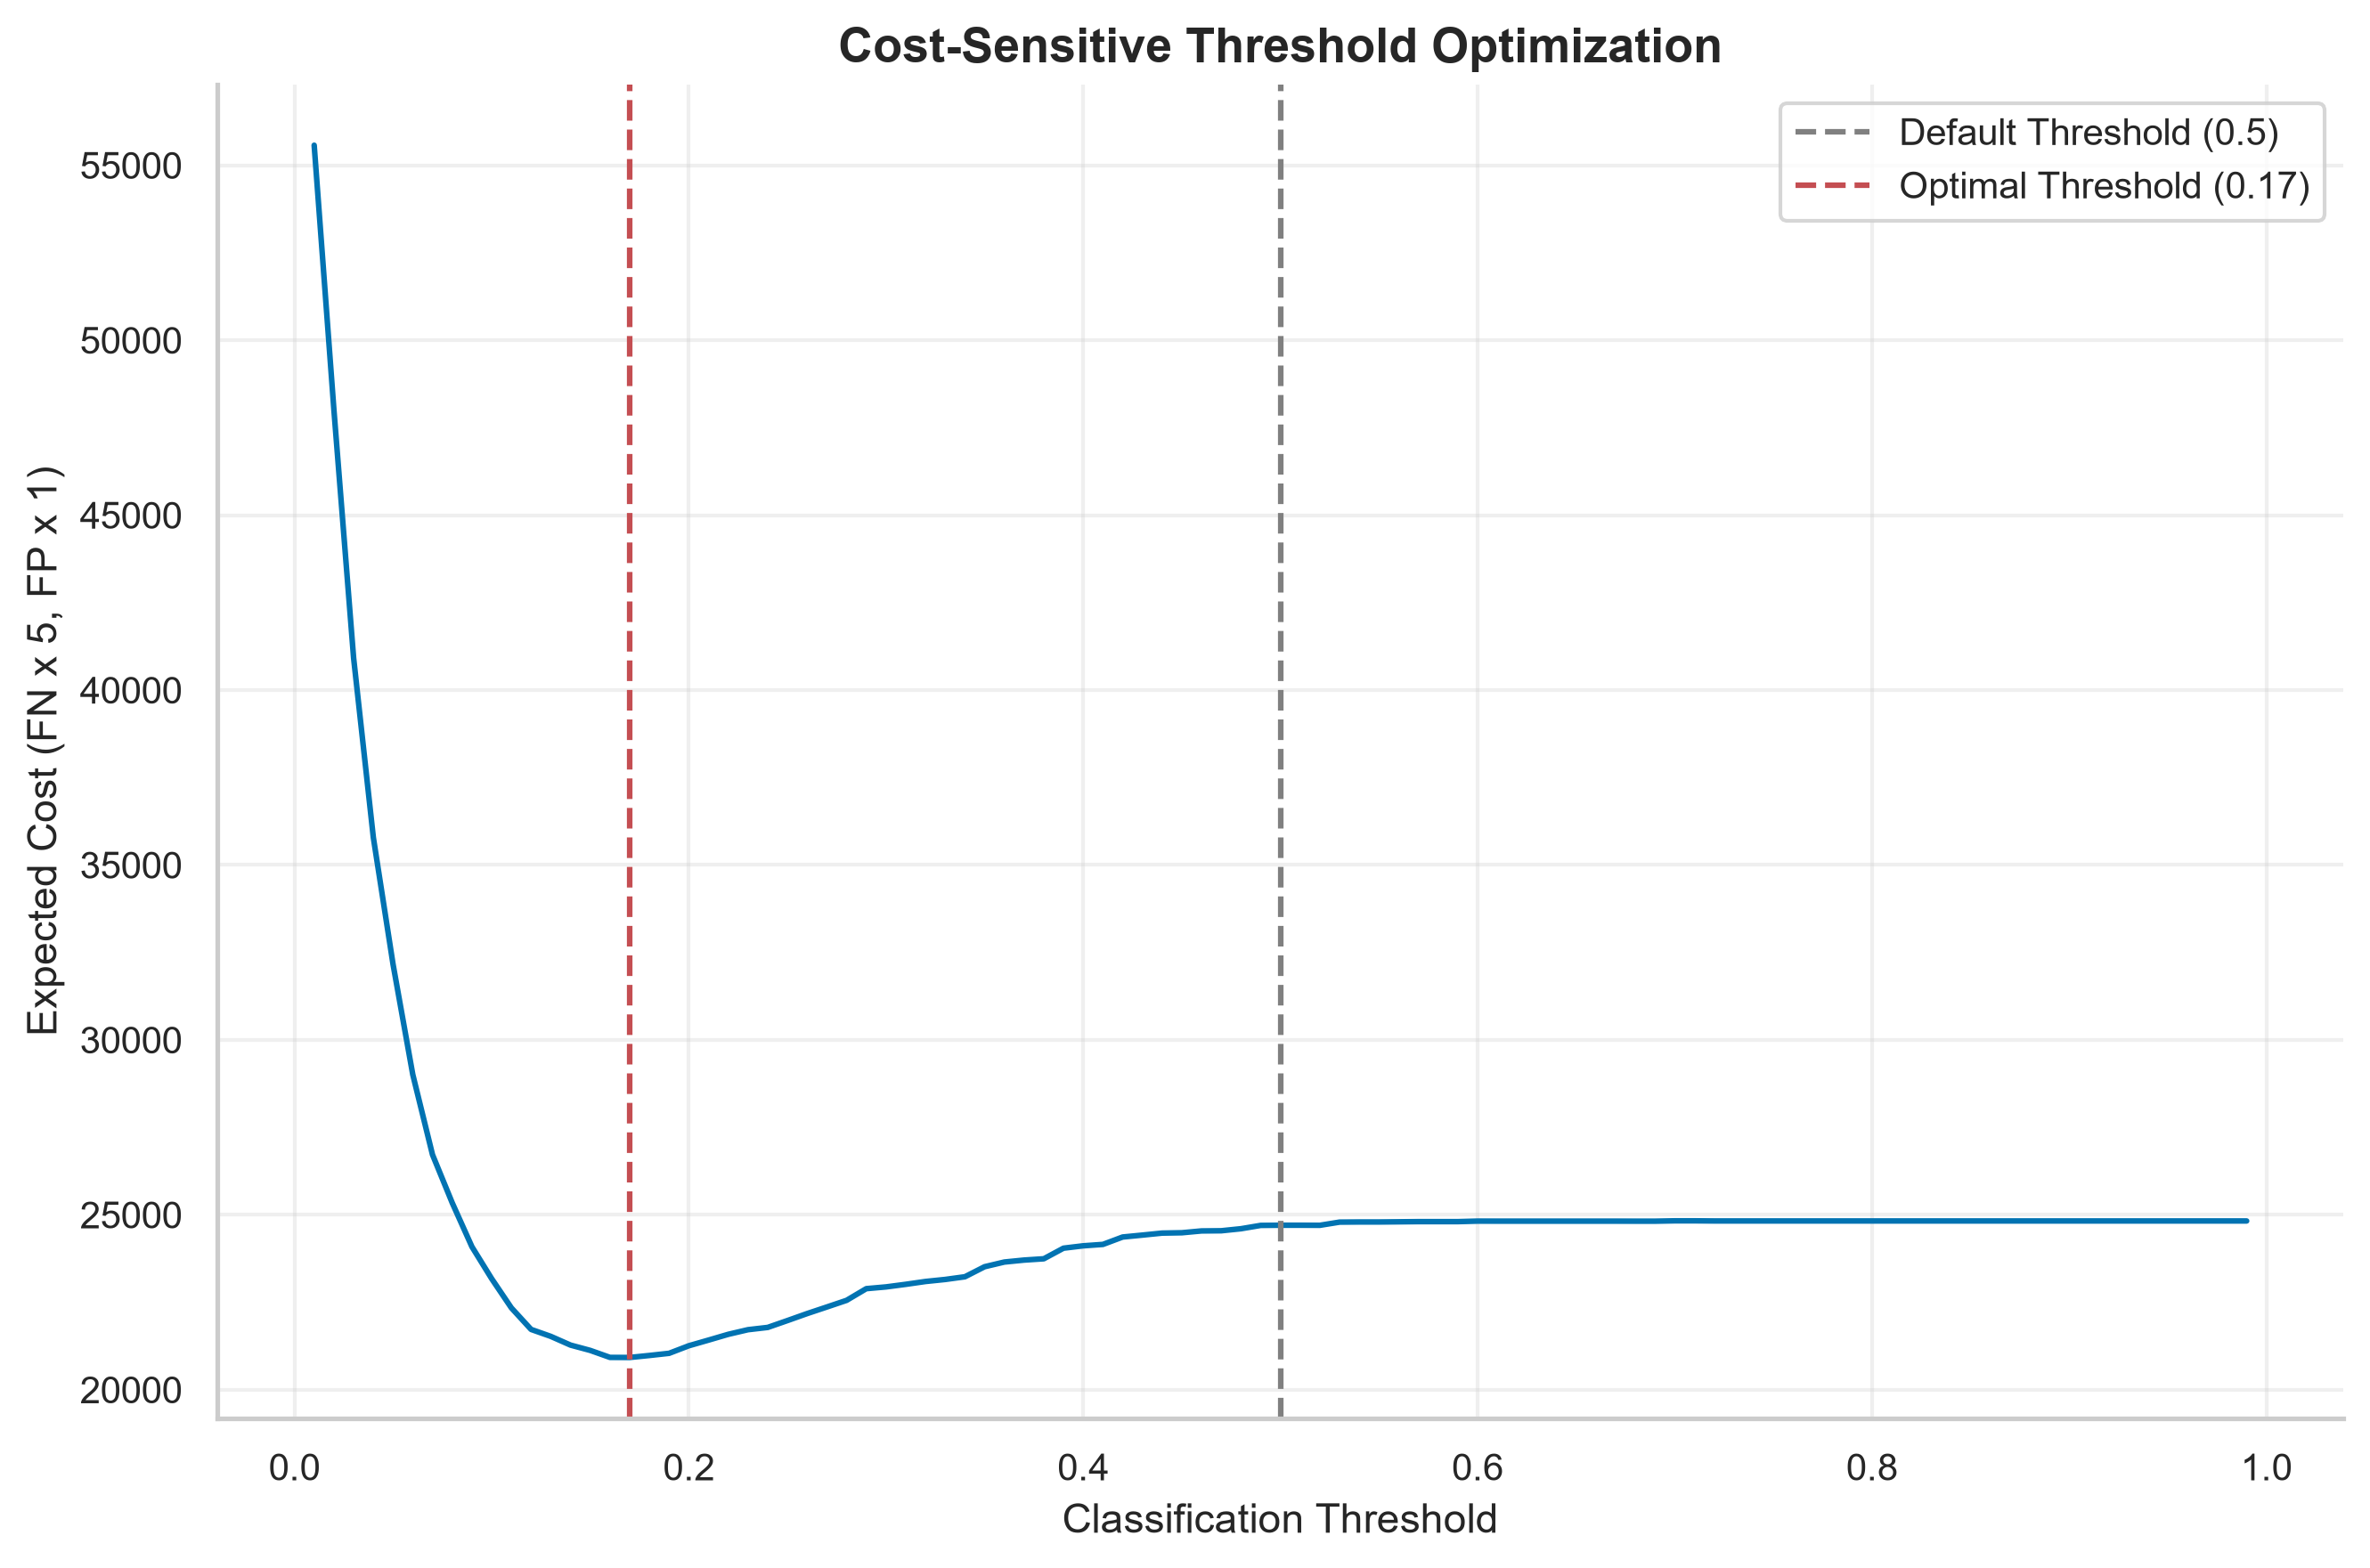 Cost-Sensitive Threshold Optimization
Default Threshold (0.5)
Optimal Threshold (0.17)
Expected Cost (FN x 5, FP x 1)
55000
50000
45000
40000
35000
30000
25000
20000
0.0
0.2
0.4
0.6
0.8
1.0
Classification Threshold